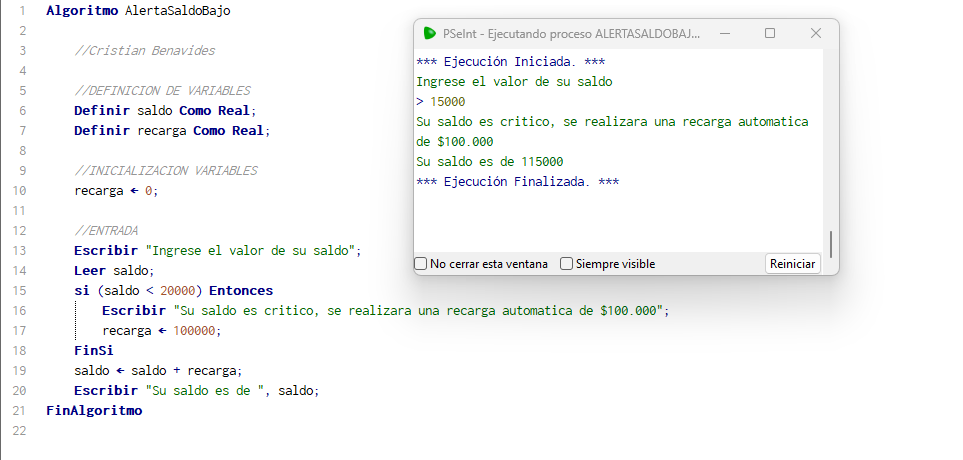 1 Algoritmo AlertaSaldoBajo
2
3 //Cristian Benavides
4
5 //DEFINICION DE VARIABLES
6 Definir saldo Como Real;
7 Definir recarga Como Real;
8
9 //INICIALIZACION VARIABLES
10 recarga ← 0;
11
12 //ENTRADA
13 Escribir "Ingrese el valor de su saldo";
14 Leer saldo;
15 si (saldo < 20000) Entonces
16 Escribir "Su saldo es critico, se realizara una recarga automatica de $100.000";
17 recarga ← 100000;
18 FinSi
19 saldo ← saldo + recarga;
20 Escribir "Su saldo es de ", saldo;
21 FinAlgoritmo
22
PSeInt - Ejecutando proceso ALERTASALDOBAJ...
*** Ejecución Iniciada. ***
Ingrese el valor de su saldo
> 15000
Su saldo es critico, se realizara una recarga automatica
de $100.000
Su saldo es de 115000
*** Ejecución Finalizada. ***
No cerrar esta ventana Siempre visible Reiniciar